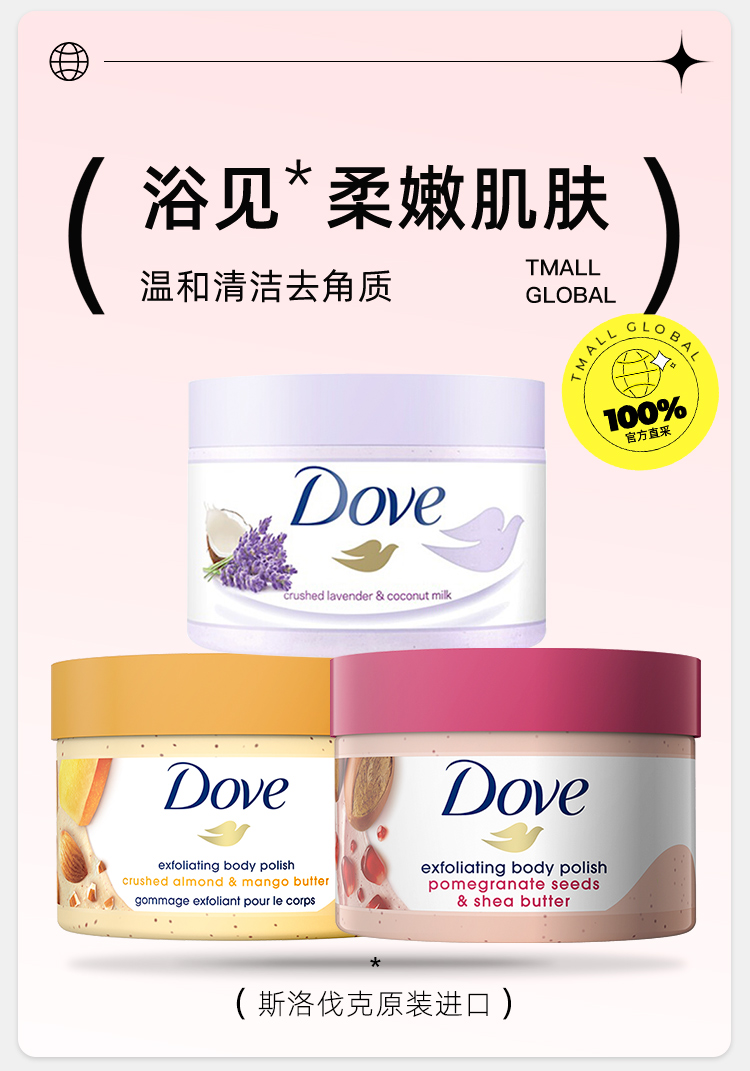 浴见*柔嫩肌肤
温和清洁去角质
TMALL
GLOBAL
TMALL GLOBAL
100%
官方直采
Dove
crushed lavender & coconut milk
Dove
exfoliating body polish
crushed almond & mango butter
gommage exfoliant pour le corps
Dove
exfoliating body polish
pomegranate seeds
& shea butter
*
(斯洛伐克原装进口)